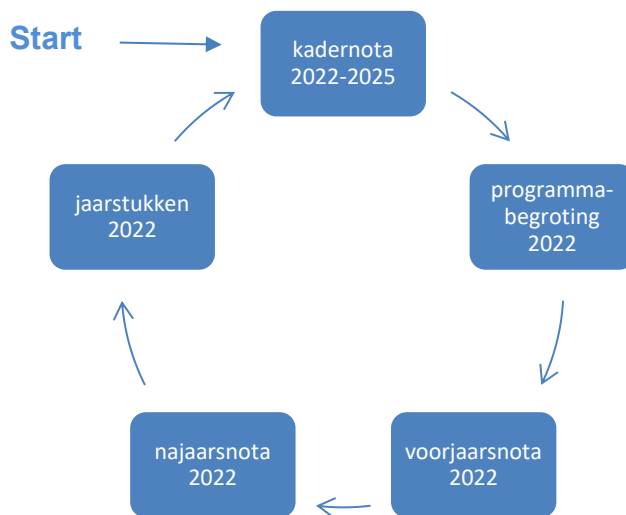 Start
kadernota
2022-2025
programma-
begroting
2022
voorjaarsnota
2022
najaarsnota
2022
jaarstukken
2022